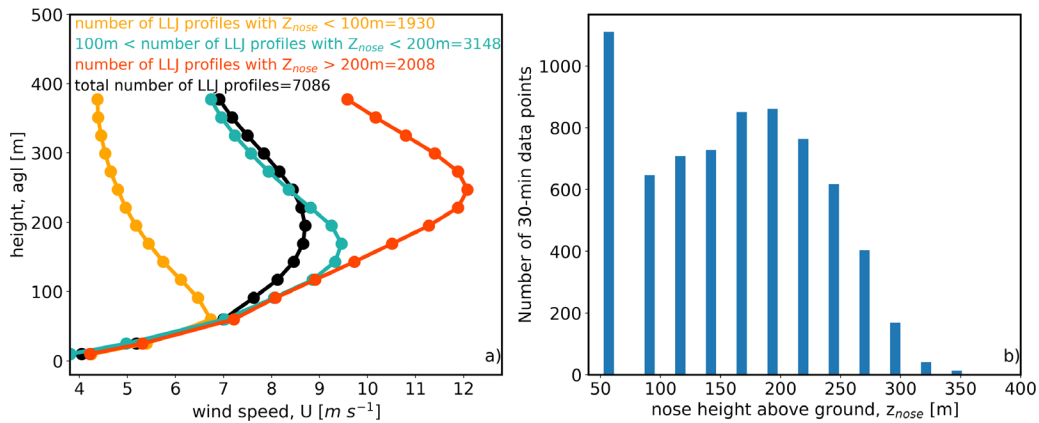 number of LLJ profiles with Z_nose < 100m=1930
100m < number of LLJ profiles with Z_nose < 200m=3148
number of LLJ profiles with Z_nose > 200m=2008
total number of LLJ profiles=7086
500
400
300
200
100
0
height, agl [m]
a)
4 5 6 7 8 9 10 11 12
wind speed, U [m s⁻¹]
1000
800
600
400
200
0
Number of 30-min data points
b)
50 100 150 200 250 300 350 400
nose height above ground, z_nose [m]